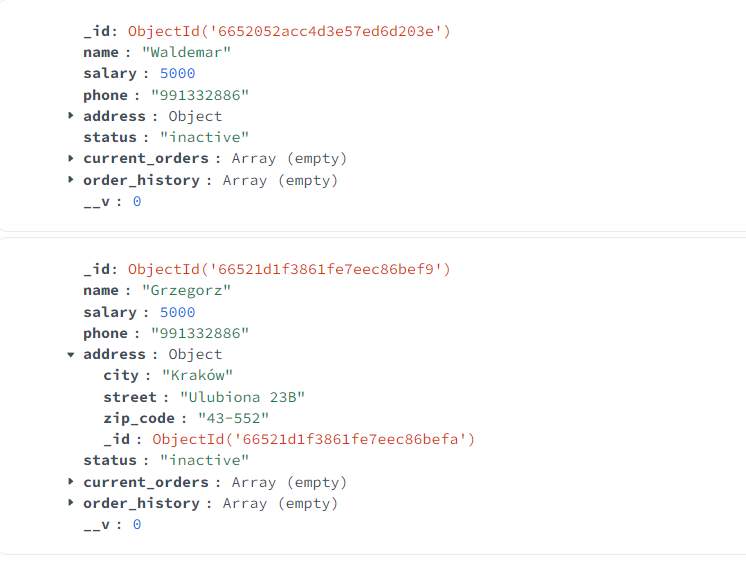 _id: ObjectId('6652052acc4d3e57ed6d203e')
name : "Waldemar"
salary : 5000
phone : "991332886"
address : Object
status : "inactive"
current_orders : Array (empty)
order_history : Array (empty)
__v : 0
_id: ObjectId('66521d1f3861fe7eec86bef9')
name : "Grzegorz"
salary : 5000
phone : "991332886"
address : Object
city : "Kraków"
street : "Ulubiona 23B"
zip_code : "43-552"
_id : ObjectId('66521d1f3861fe7eec86befa')
status : "inactive"
current_orders : Array (empty)
order_history : Array (empty)
__v : 0